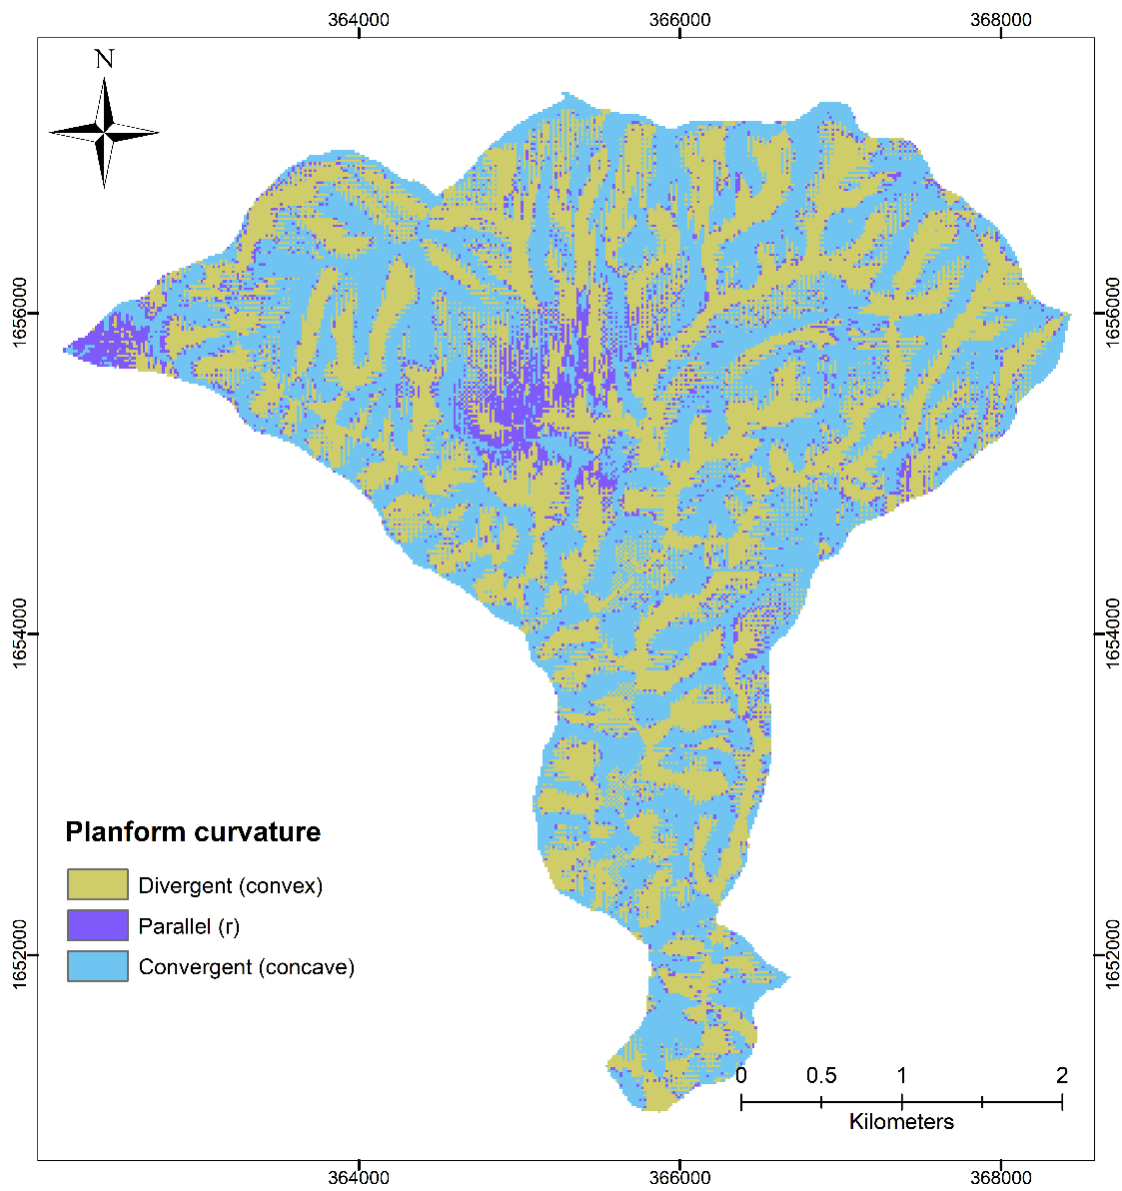 364000 366000 368000
N
1656000 1656000
1654000 1654000
Planform curvature
Divergent (convex)
Parallel (r)
Convergent (concave)
1652000 1652000
0 0.5 1 2
Kilometers
364000 366000 368000